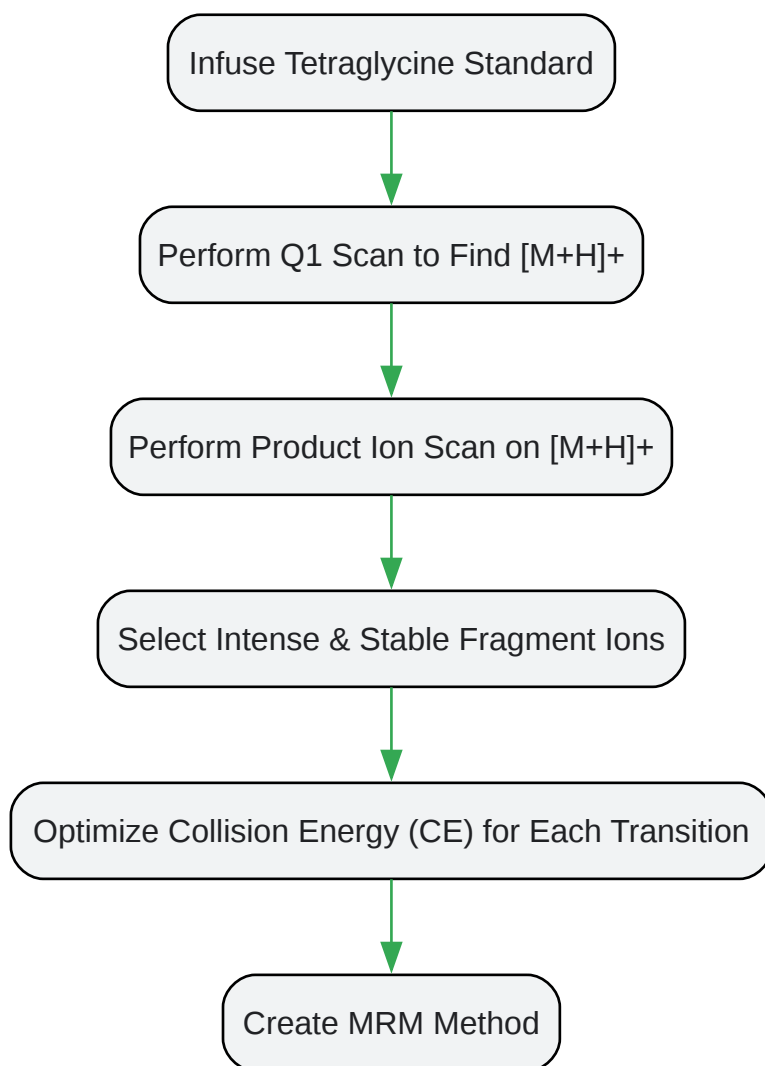 Infuse Tetraglycine Standard
Perform Q1 Scan to Find [M+H]+
Perform Product Ion Scan on [M+H]+
Select Intense & Stable Fragment Ions
Optimize Collision Energy (CE) for Each Transition
Create MRM Method